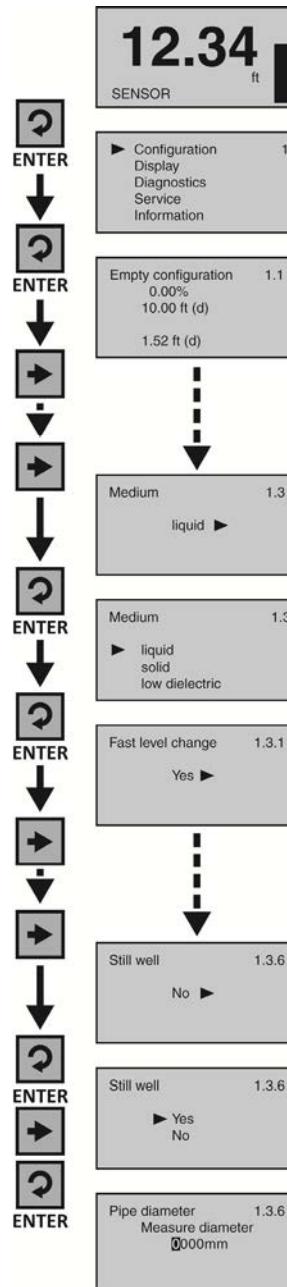 12.34
ft
SENSOR
ENTER
Configuration 1
Display
Diagnostics
Service
Information
ENTER
Empty configuration 1.1
0.00%
10.00 ft (d)
1.52 ft (d)
Medium 1.3
liquid
ENTER
Medium 1.3
liquid
solid
low dielectric
ENTER
Fast level change 1.3.1
Yes
Still well 1.3.6
No
ENTER
Still well 1.3.6
Yes
No
ENTER
Pipe diameter 1.3.6
Measure diameter
0000mm